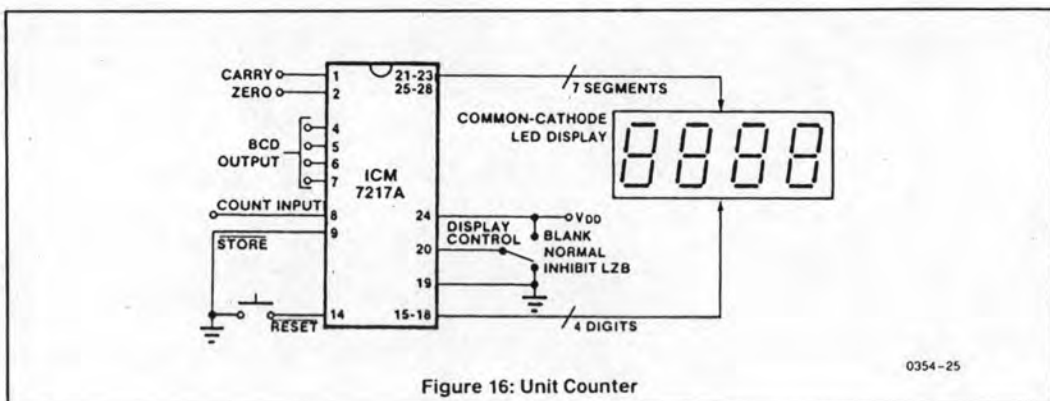 CARRY
ZERO
BCD
OUTPUT
COUNT INPUT
STORE
RESET
1
2
4
5
6
7
8
9
14
ICM
7217A
21-23
25-28
24
20
19
15-18
7 SEGMENTS
COMMON-CATHODE
LED DISPLAY
8888
DISPLAY
CONTROL
VDD
BLANK
NORMAL
INHIBIT LZB
4 DIGITS
0354-25
Figure 16: Unit Counter